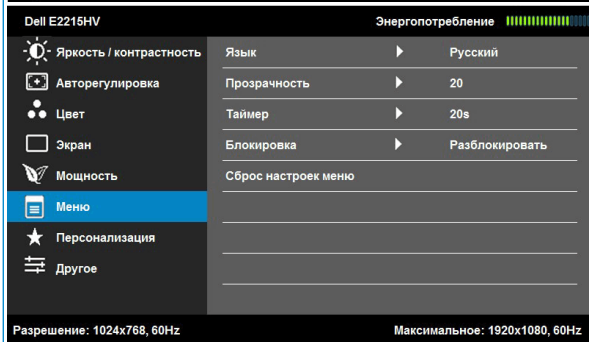 Dell E2215HV Энергопотребление
Яркость / контрастность Язык Русский
Авторегулировка Прозрачность 20
Цвет Таймер 20s
Экран Блокировка Разблокировать
Мощность Сброс настроек меню
Меню
Персонализация
Другое
Разрешение: 1024x768, 60Hz Максимальное: 1920x1080, 60Hz